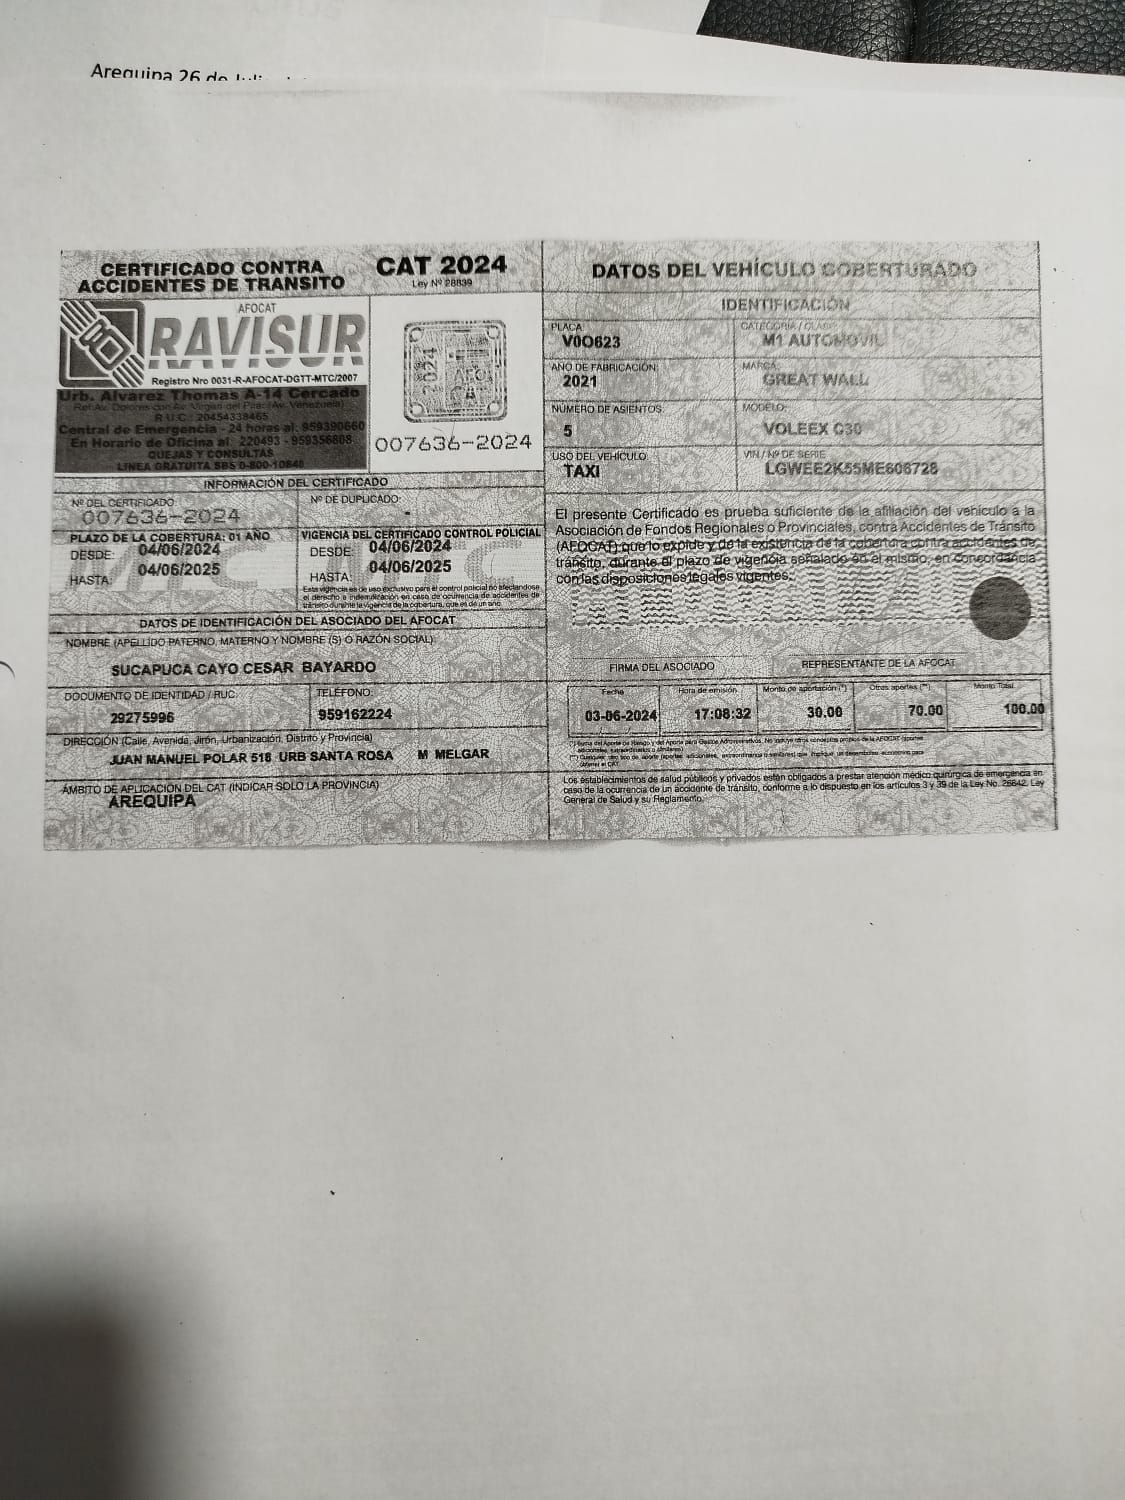 Arequipa 26 de
CERTIFICADO CONTRA
ACCIDENTES DE TRANSITO
CAT 2024
Ley Nº 28839
AFOCAT
RAVISUR
Registro Nro 0031-R-AFOCAT-DGTT-MTC/2007
Urb. Alvarez Thomas A-14 Cercado
Ref. Av. Dolores con Av. Virgen del Pilar (Av. Venezuela)
R.U.C.: 20454338465
Central de Emergencia - 24 horas al: 959390660
En Horario de Oficina al: 220493 - 959356808
QUEJAS Y CONSULTAS
LINEA GRATUITA SBS 0-800-10840
2024
007636-2024
INFORMACIÓN DEL CERTIFICADO
Nº DEL CERTIFICADO:
007636-2024
Nº DE DUPLICADO:
-
PLAZO DE LA COBERTURA: 01 AÑO
DESDE: 04/06/2024
HASTA: 04/06/2025
VIGENCIA DEL CERTIFICADO CONTROL POLICIAL
DESDE: 04/06/2024
HASTA: 04/06/2025
Esta vigencia es de uso exclusivo para el control policial no afectandose
el derecho a indemnización en caso de ocurrencia de accidentes de
tránsito durante la vigencia de la cobertura, que es de un año.
DATOS DE IDENTIFICACIÓN DEL ASOCIADO DEL AFOCAT
NOMBRE (APELLIDO PATERNO, MATERNO Y NOMBRE (S) O RAZÓN SOCIAL):
SUCAPUCA CAYO CESAR BAYARDO
DOCUMENTO DE IDENTIDAD / RUC:
29275996
TELÉFONO:
959162224
DIRECCIÓN (Calle, Avenida, Jirón, Urbanización, Distrito y Provincia)
JUAN MANUEL POLAR 518 URB SANTA ROSA M MELGAR
ÁMBITO DE APLICACIÓN DEL CAT (INDICAR SOLO LA PROVINCIA)
AREQUIPA
DATOS DEL VEHÍCULO COBERTURADO
IDENTIFICACIÓN
PLACA:
V0O623
CATEGORIA / CLASE
M1 AUTOMOVIL
AÑO DE FABRICACIÓN:
2021
MARCA:
GREAT WALL
NÚMERO DE ASIENTOS:
5
MODELO:
VOLEEX C30
USO DEL VEHÍCULO:
TAXI
VIN / Nº DE SERIE
LGWEE2K55ME606728
El presente Certificado es prueba suficiente de la afiliación del vehículo a la
Asociación de Fondos Regionales o Provinciales, contra Accidentes de Tránsito
(AFOCAT) que lo expide y de la existencia de la cobertura contra accidentes de
tránsito, durante el plazo de vigencia señalado en el mismo, en concordancia
con las disposiciones legales vigentes.
FIRMA DEL ASOCIADO
REPRESENTANTE DE LA AFOCAT
Fecha
03-06-2024
Hora de emisión
17:08:32
Monto de aportación (*)
30.00
Otras aportes (**)
70.00
Monto Total
100.00
Los establecimientos de salud públicos y privados están obligados a prestar atención médico quirúrgica de emergencia en
caso de la ocurrencia de un accidente de tránsito, conforme a lo dispuesto en los artículos 3 y 39 de la Ley No. 26842, Ley
General de Salud y su Reglamento.